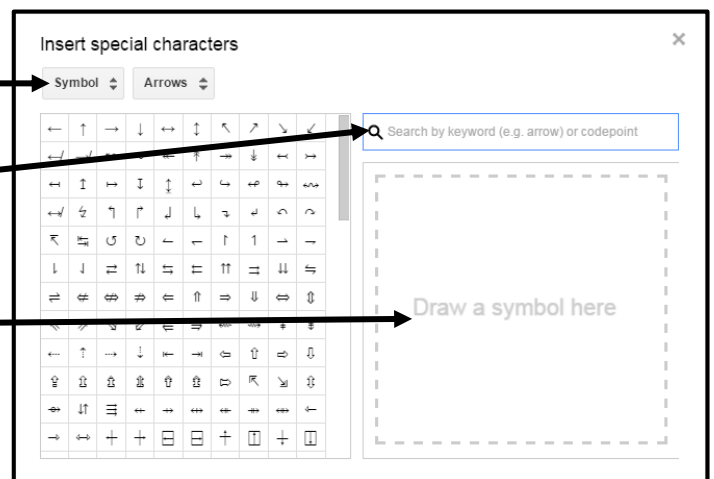 Insert special characters
Symbol Arrows
Search by keyword (e.g. arrow) or codepoint
Draw a symbol here